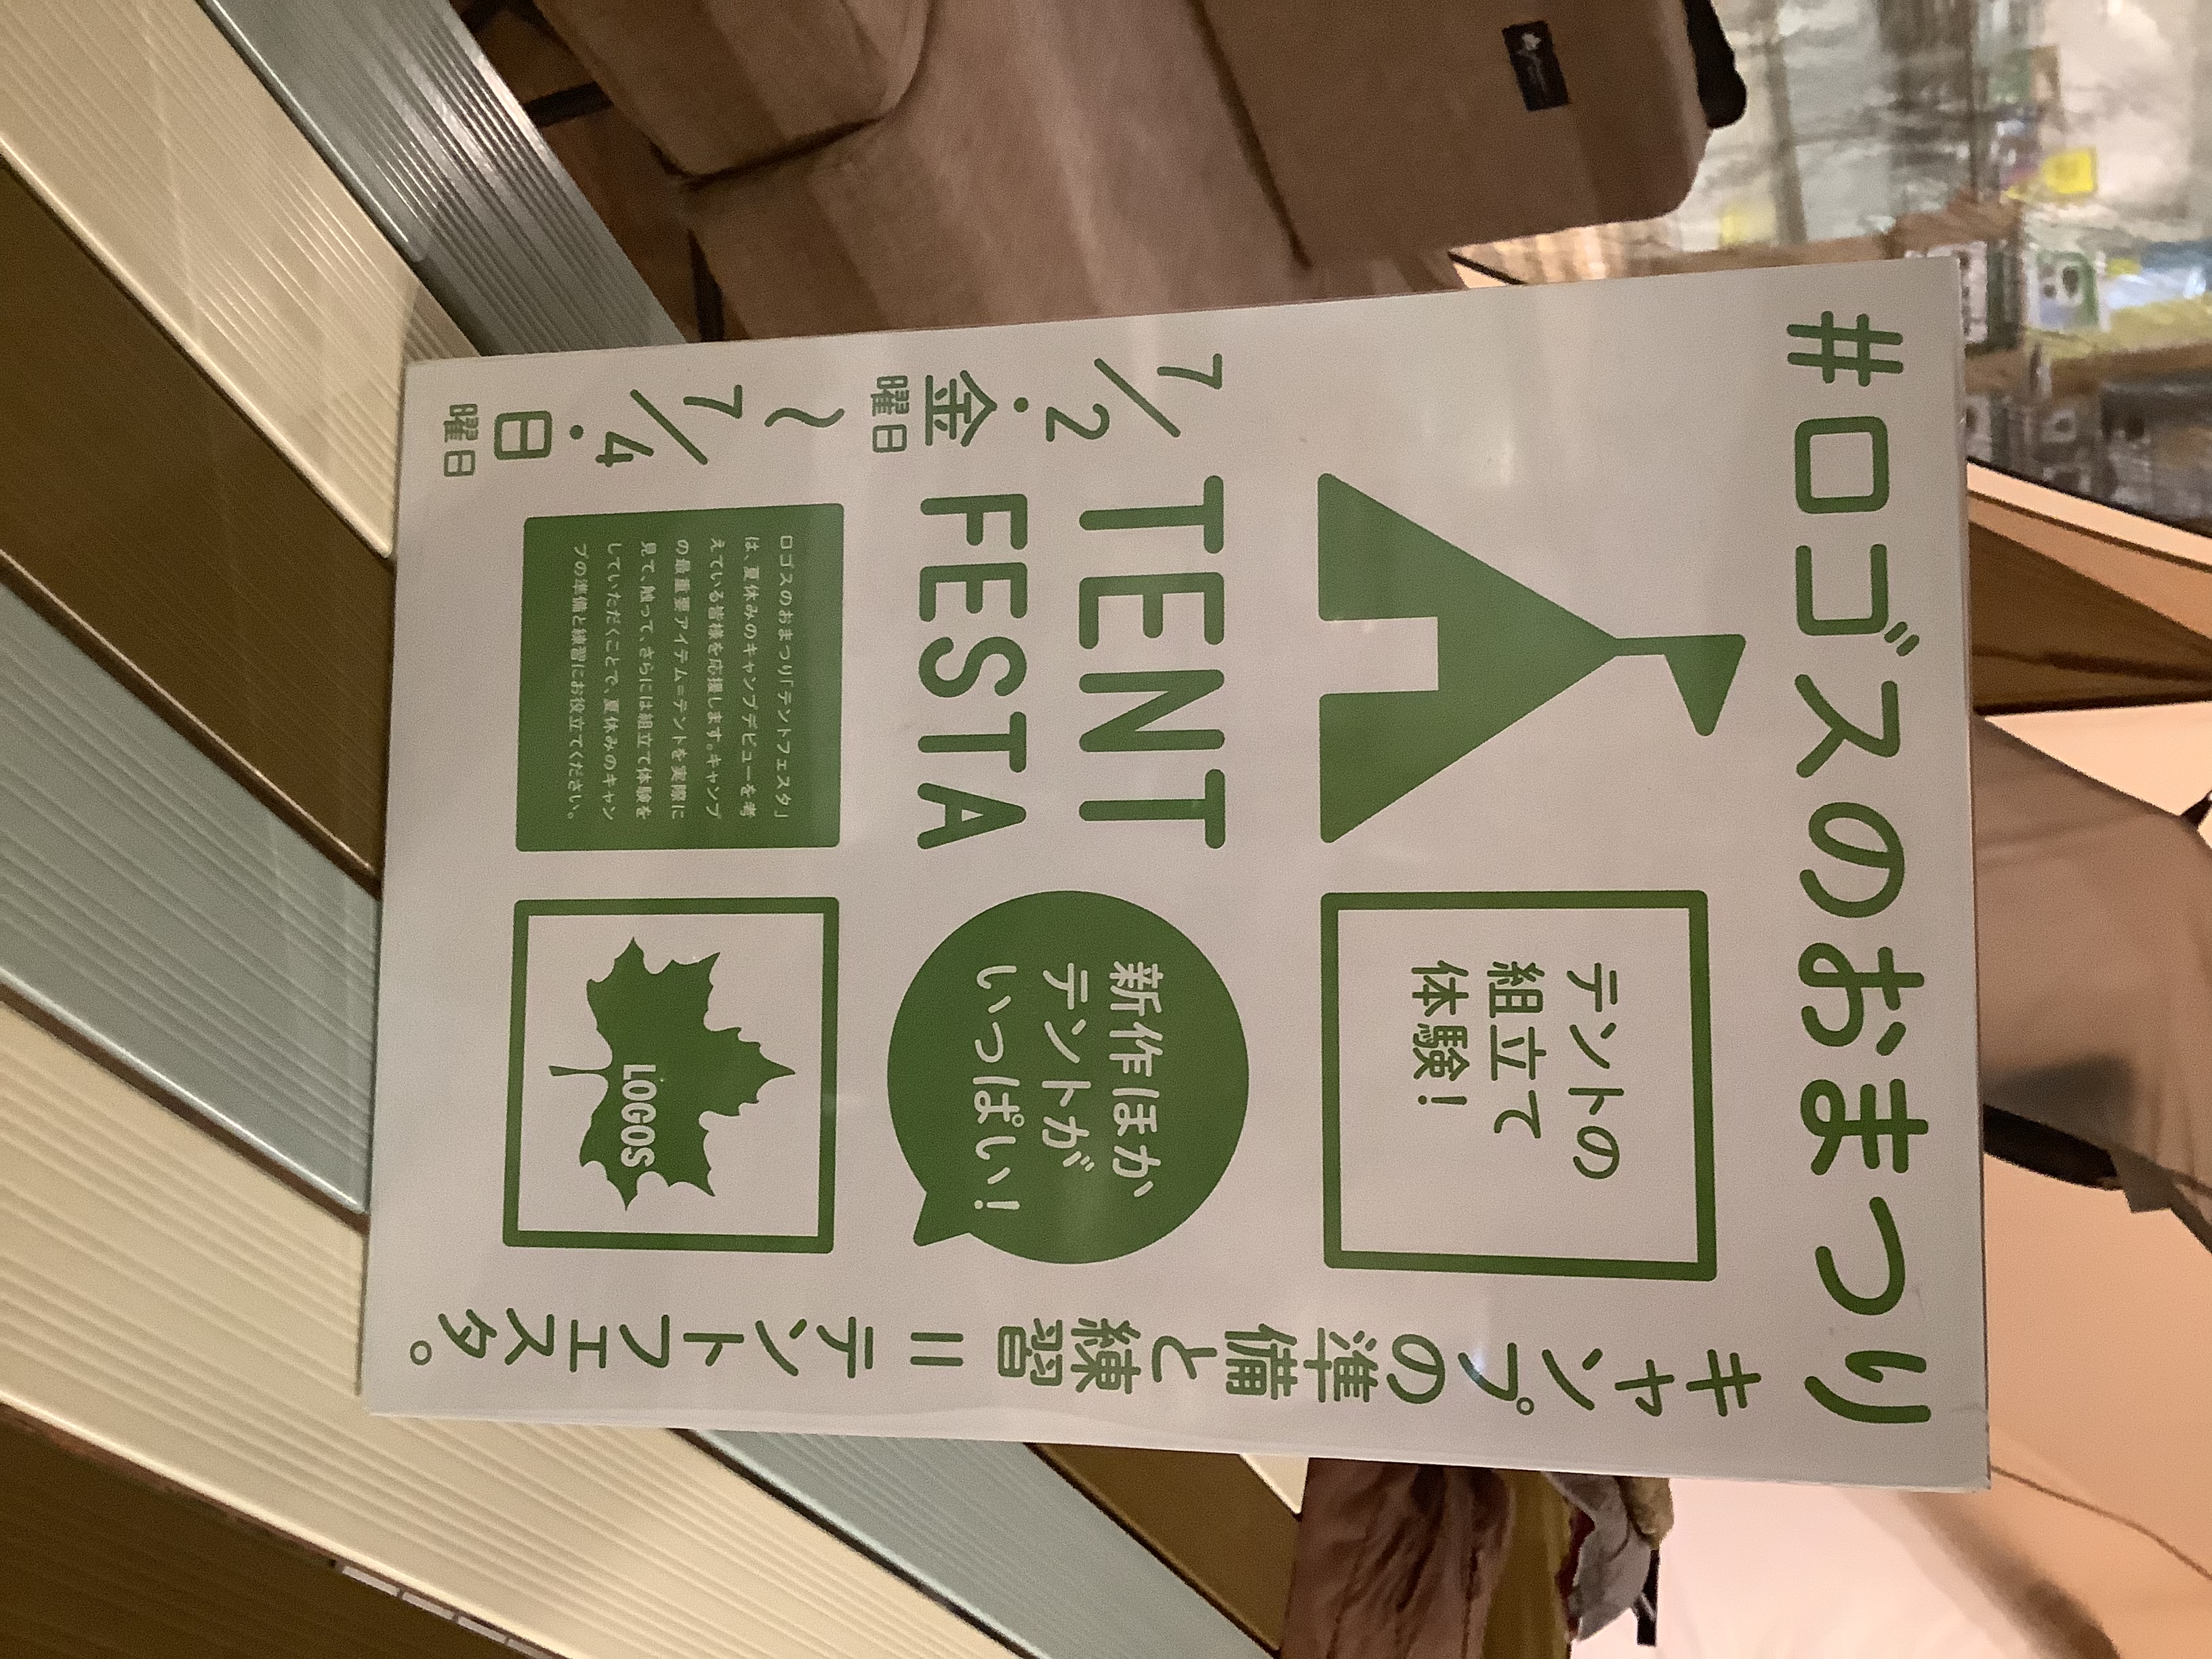 #ロゴスのおまつり
7/2・金曜日〜7/4・日曜日
TENT
FESTA
ロゴスのおまつり「テントフェスタ」
は、夏休みのキャンプデビューを考
えている皆様を応援します。キャンプ
の最重要アイテム=テントを実際に
見て、触って、さらには組立て体験を
していただくことで、夏休みのキャン
プの準備と練習にお役立てください。
テントの
組立て
体験!
新作ほか
テントが
いっぱい!
LOGOS
キャンプの準備と練習=テントフェスタ。